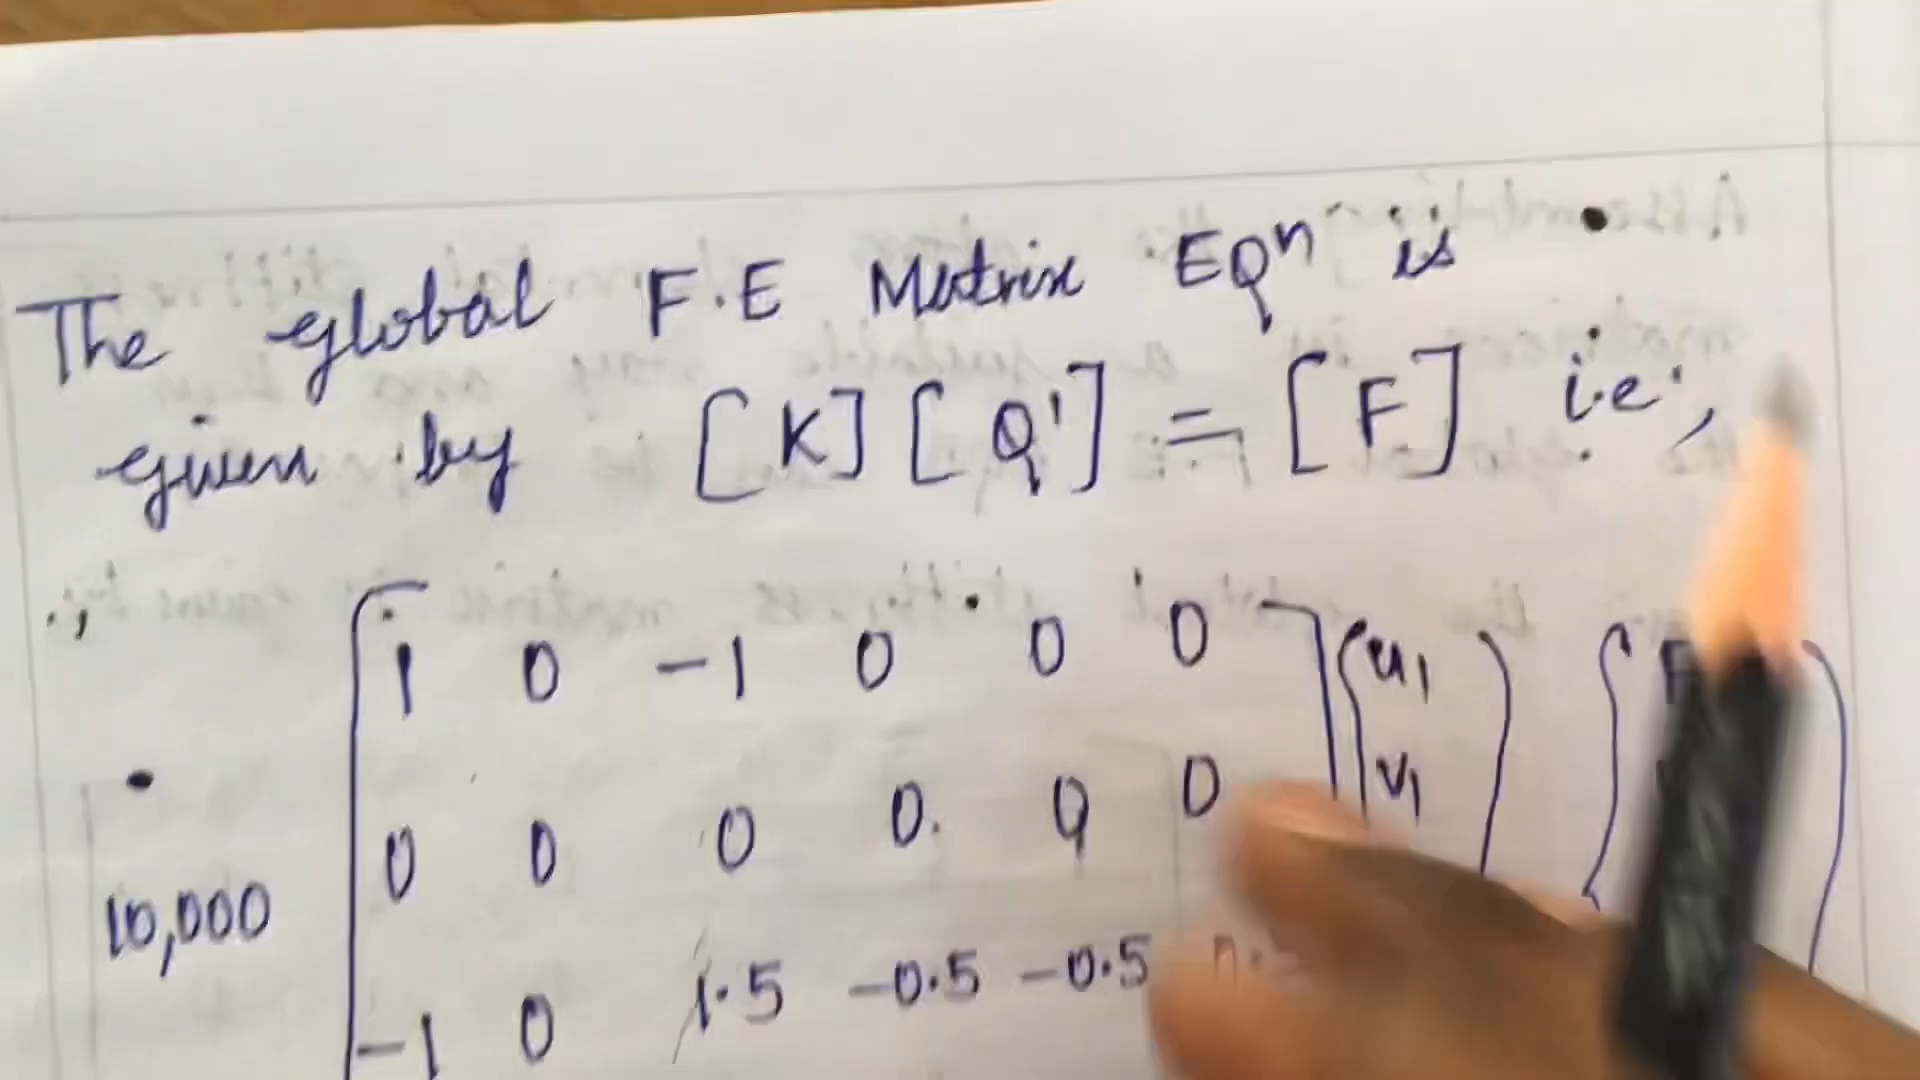 The global F.E Matrix EQn is
given by [K] [Q'] = [F] i.e.,
1 0 -1 0 0 0 u1
0 0 0 0. 0 0 v1
10,000
-1 0 1.5 -0.5 -0.5